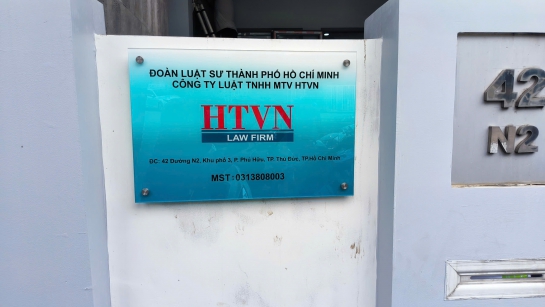 ĐOÀN LUẬT SƯ THÀNH PHỐ HỒ CHÍ MINH
CÔNG TY LUẬT TNHH MTV HTVN
HTVN
LAW FIRM
ĐC: 42 Đường N2, Khu phố 3, P. Phú Hữu, TP. Thủ Đức, TP.Hồ Chí Minh
MST: 0313808003
42
N2